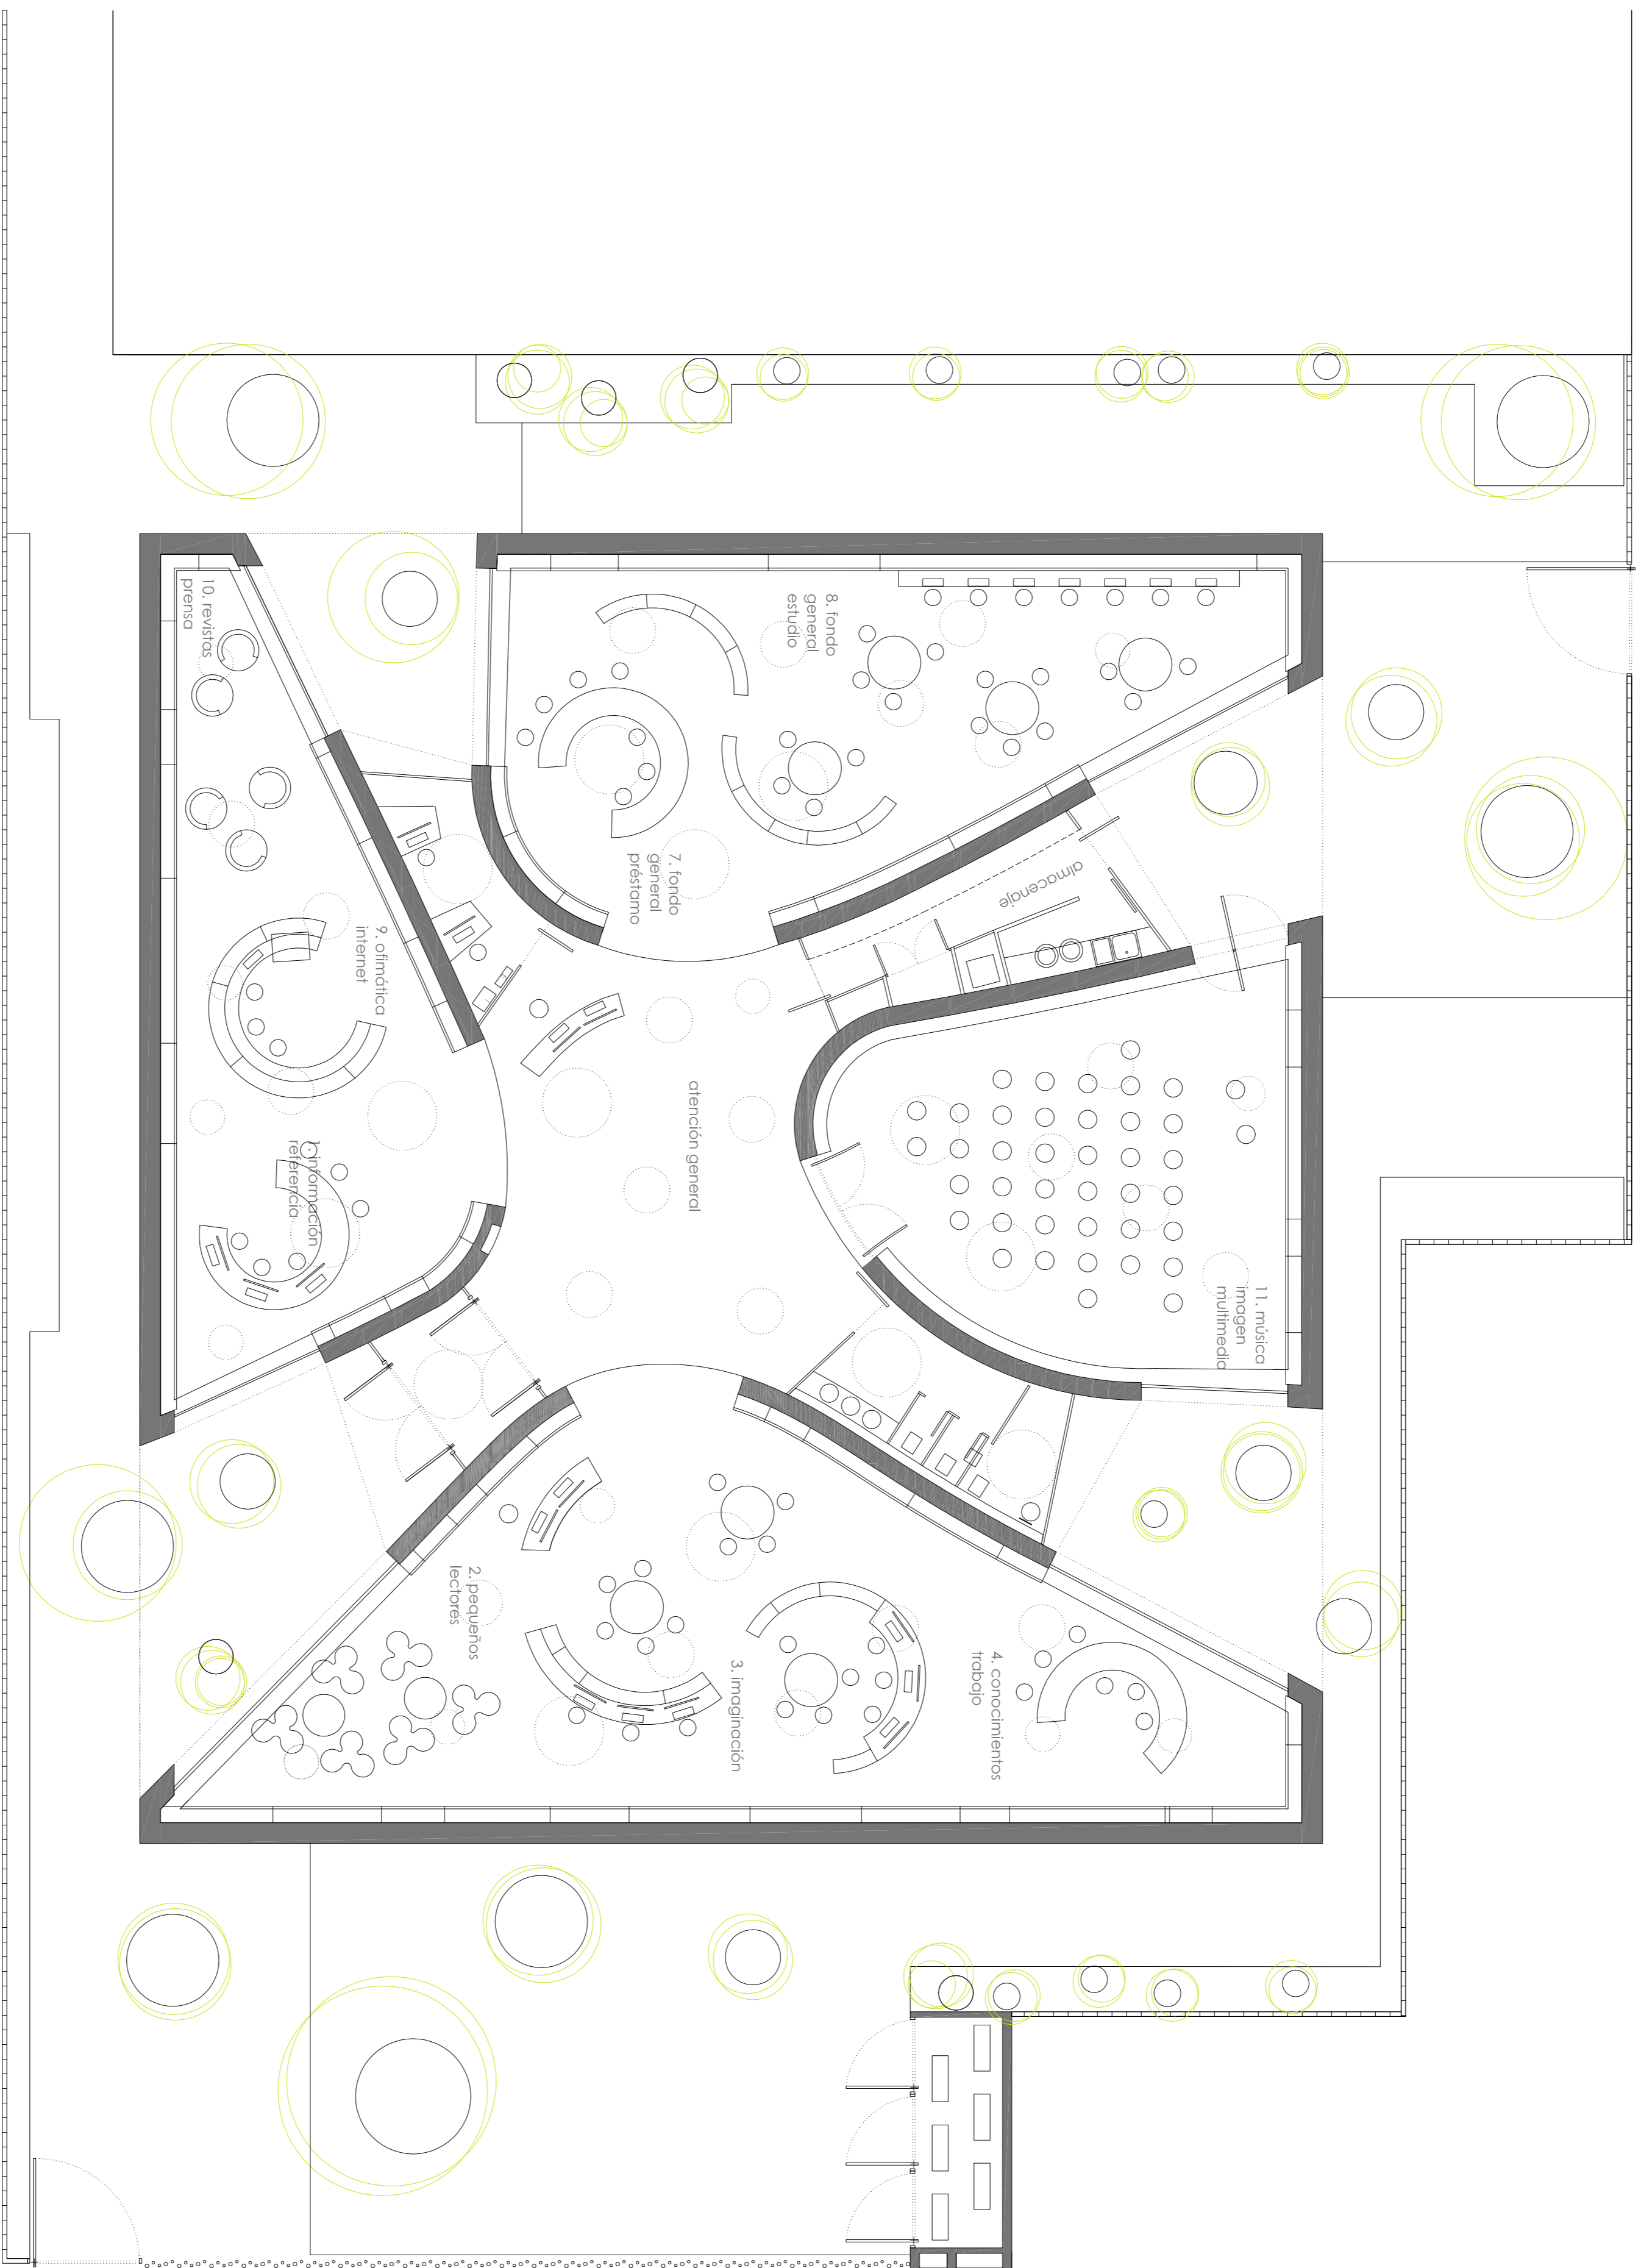 10. revistas
prensa
8. fondo
general
estudio
7. fondo
general
préstamo
almacenaje
9. ofimática
internet
atención general
1. información
referencia
11. música
imagen
multimedia
2. pequeños
lectores
3. imaginación
4. conocimientos
trabajo